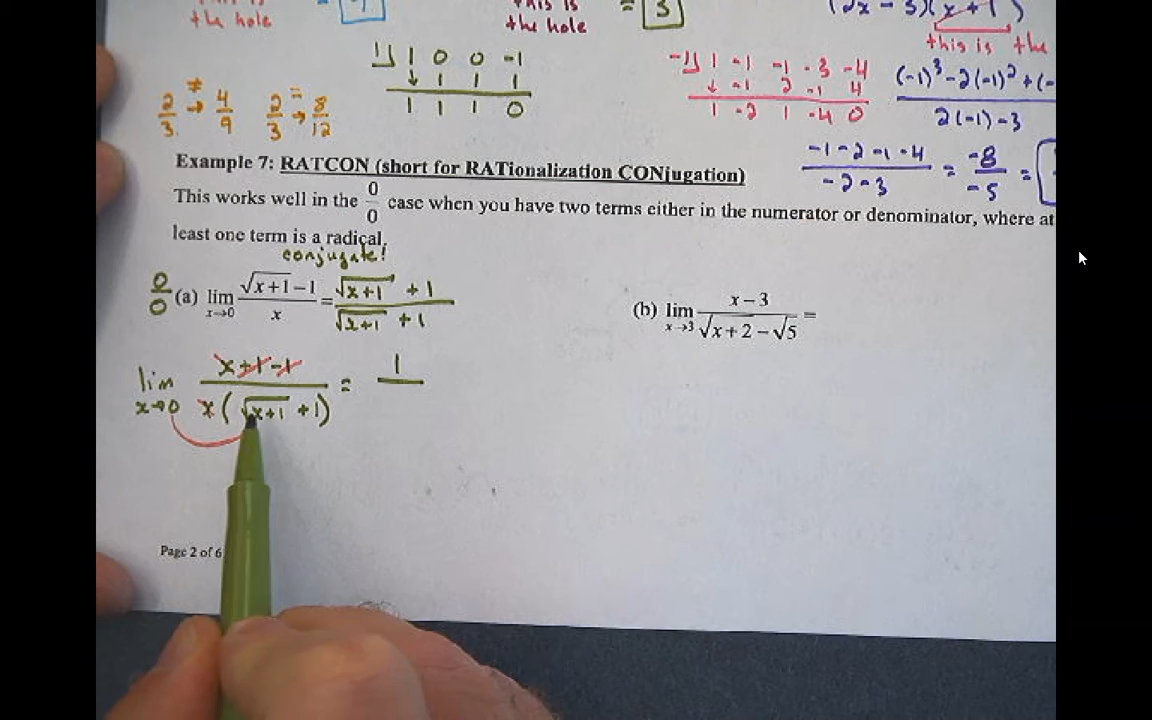 the hole
this is
the hole
= 3
(2x - 3)(x + 1)
this is the
1⌋ 1 0 0 -1
↓ 1 1 1
1 1 1 0
-1⌋ 1 -1 -1 -3 -4
↓ -1 2 -1 4
1 -2 1 -4 0
(-1)³ - 2(-1)² + (-
2(-1) - 3
2/3 ≠→ 4/9 2/3 =→ 8/12
-1 - 2 - 1 - 4 / -2 - 3 = -8/-5 =
Example 7: RATCON (short for RATionalization CONjugation)
This works well in the 0/0 case when you have two terms either in the numerator or denominator, where at
least one term is a radical.
conjugate!
0/0 (a) lim x→0 √x+1 - 1 / x = √x+1 + 1 / √x+1 + 1
(b) lim x→3 x - 3 / √x+2 - √5 =
lim x→0 x+1-1 / x(√x+1 + 1) = 1
Page 2 of 6